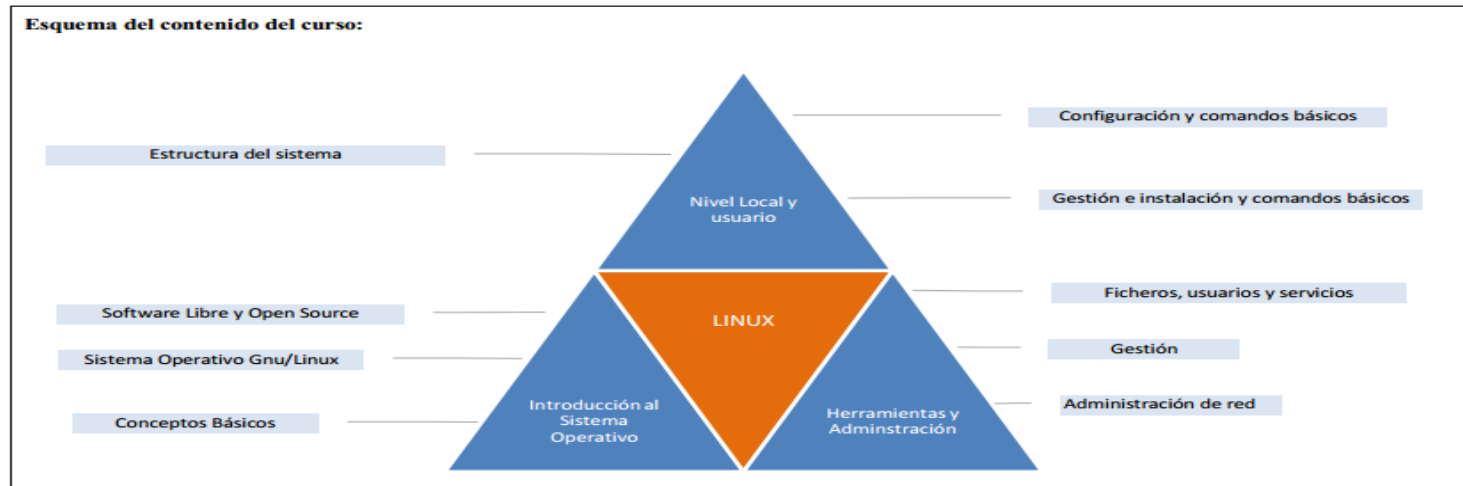 Esquema del contenido del curso:
Configuración y comandos básicos
Estructura del sistema
Nivel Local y
usuario
Gestión e instalación y comandos básicos
Ficheros, usuarios y servicios
Software Libre y Open Source
LINUX
Sistema Operativo Gnu/Linux
Gestión
Introducción al
Sistema
Operativo
Herramientas y
Adminstración
Administración de red
Conceptos Básicos